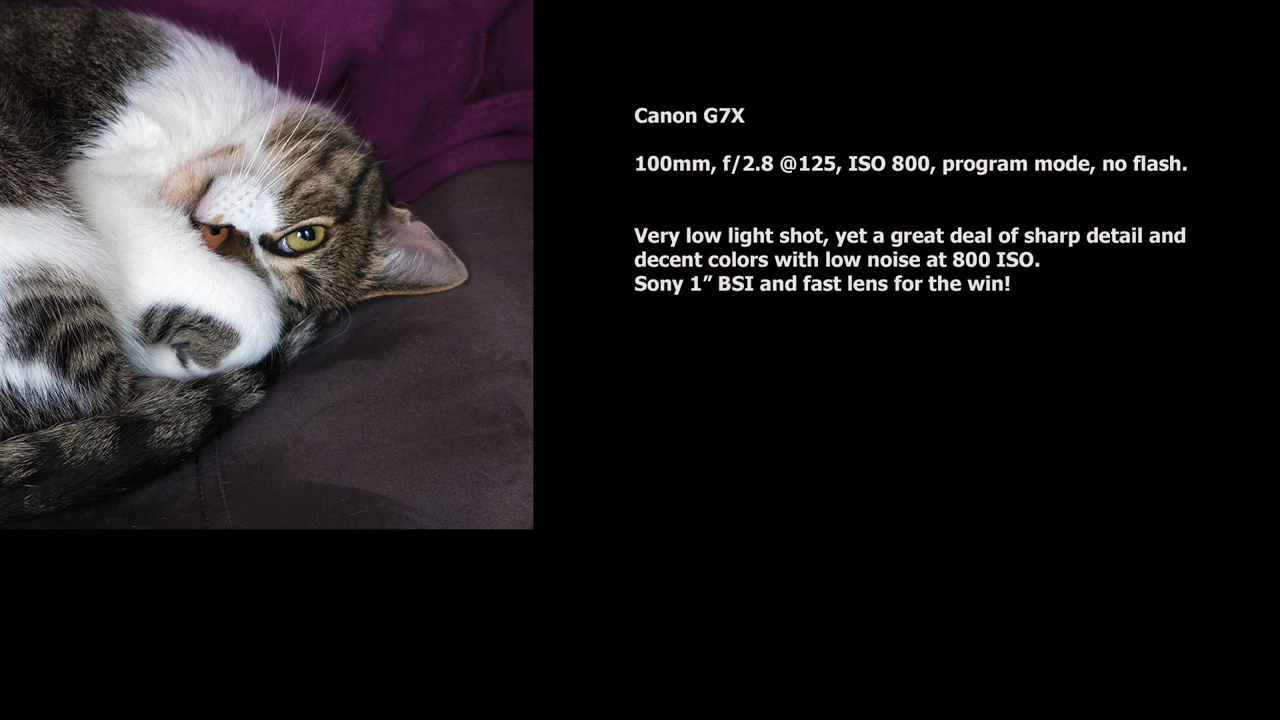 Canon G7X
100mm, f/2.8 @125, ISO 800, program mode, no flash.
Very low light shot, yet a great deal of sharp detail and
decent colors with low noise at 800 ISO.
Sony 1” BSI and fast lens for the win!